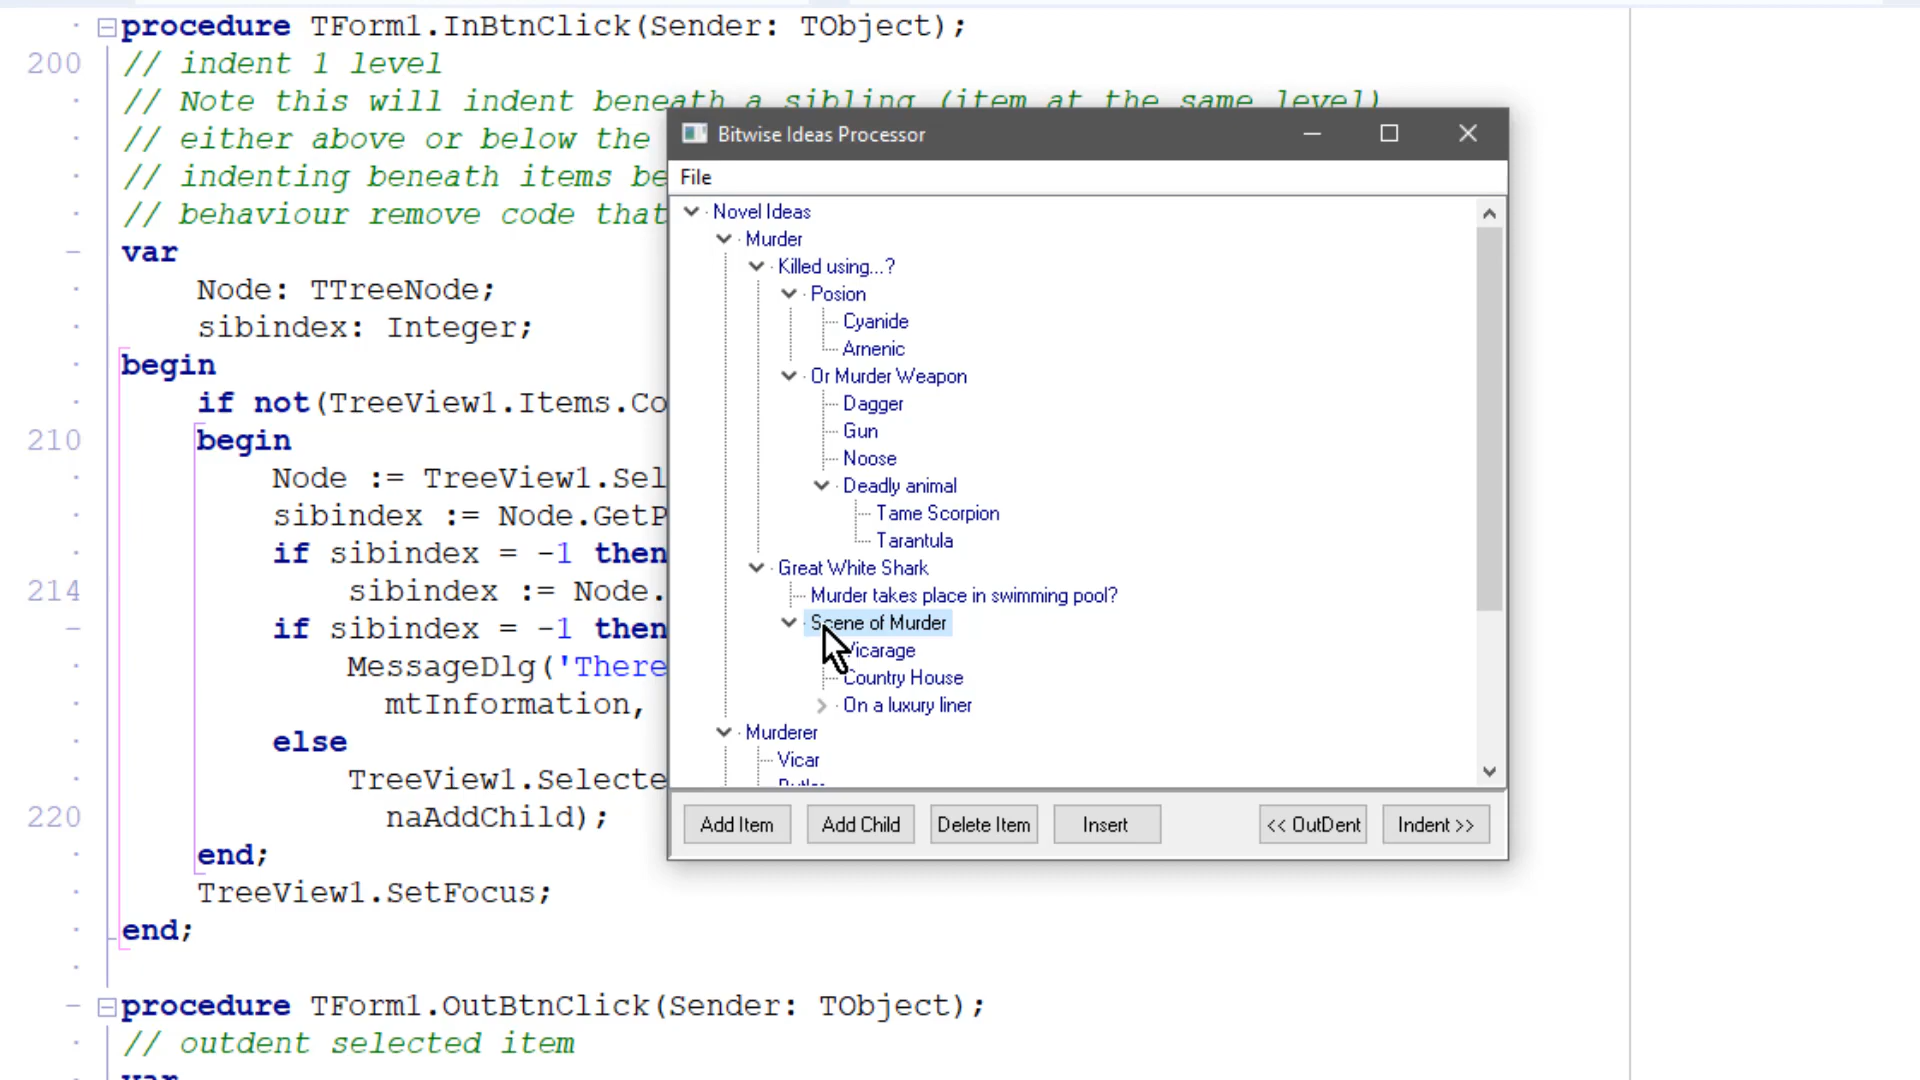 procedure TForm1.InBtnClick(Sender: TObject);
200 // indent 1 level
// Note this will indent beneath a sibling (item at the same level)
// either above or below the
// indenting beneath items be
// behaviour remove code that
var
Node: TTreeNode;
sibindex: Integer;
begin
if not(TreeView1.Items.Co
210 begin
Node := TreeView1.Sel
sibindex := Node.GetP
if sibindex = -1 then
214 sibindex := Node.
if sibindex = -1 then
MessageDlg('There
mtInformation,
else
TreeView1.Selecte
220 naAddChild);
end;
TreeView1.SetFocus;
end;
procedure TForm1.OutBtnClick(Sender: TObject);
// outdent selected item
var
Bitwise Ideas Processor
File
Novel Ideas
Murder
Killed using...?
Posion
Cyanide
Arnenic
Or Murder Weapon
Dagger
Gun
Noose
Deadly animal
Tame Scorpion
Tarantula
Great White Shark
Murder takes place in swimming pool?
Scene of Murder
Vicarage
Country House
On a luxury liner
Murderer
Vicar
Add Item
Add Child
Delete Item
Insert
<< OutDent
Indent >>